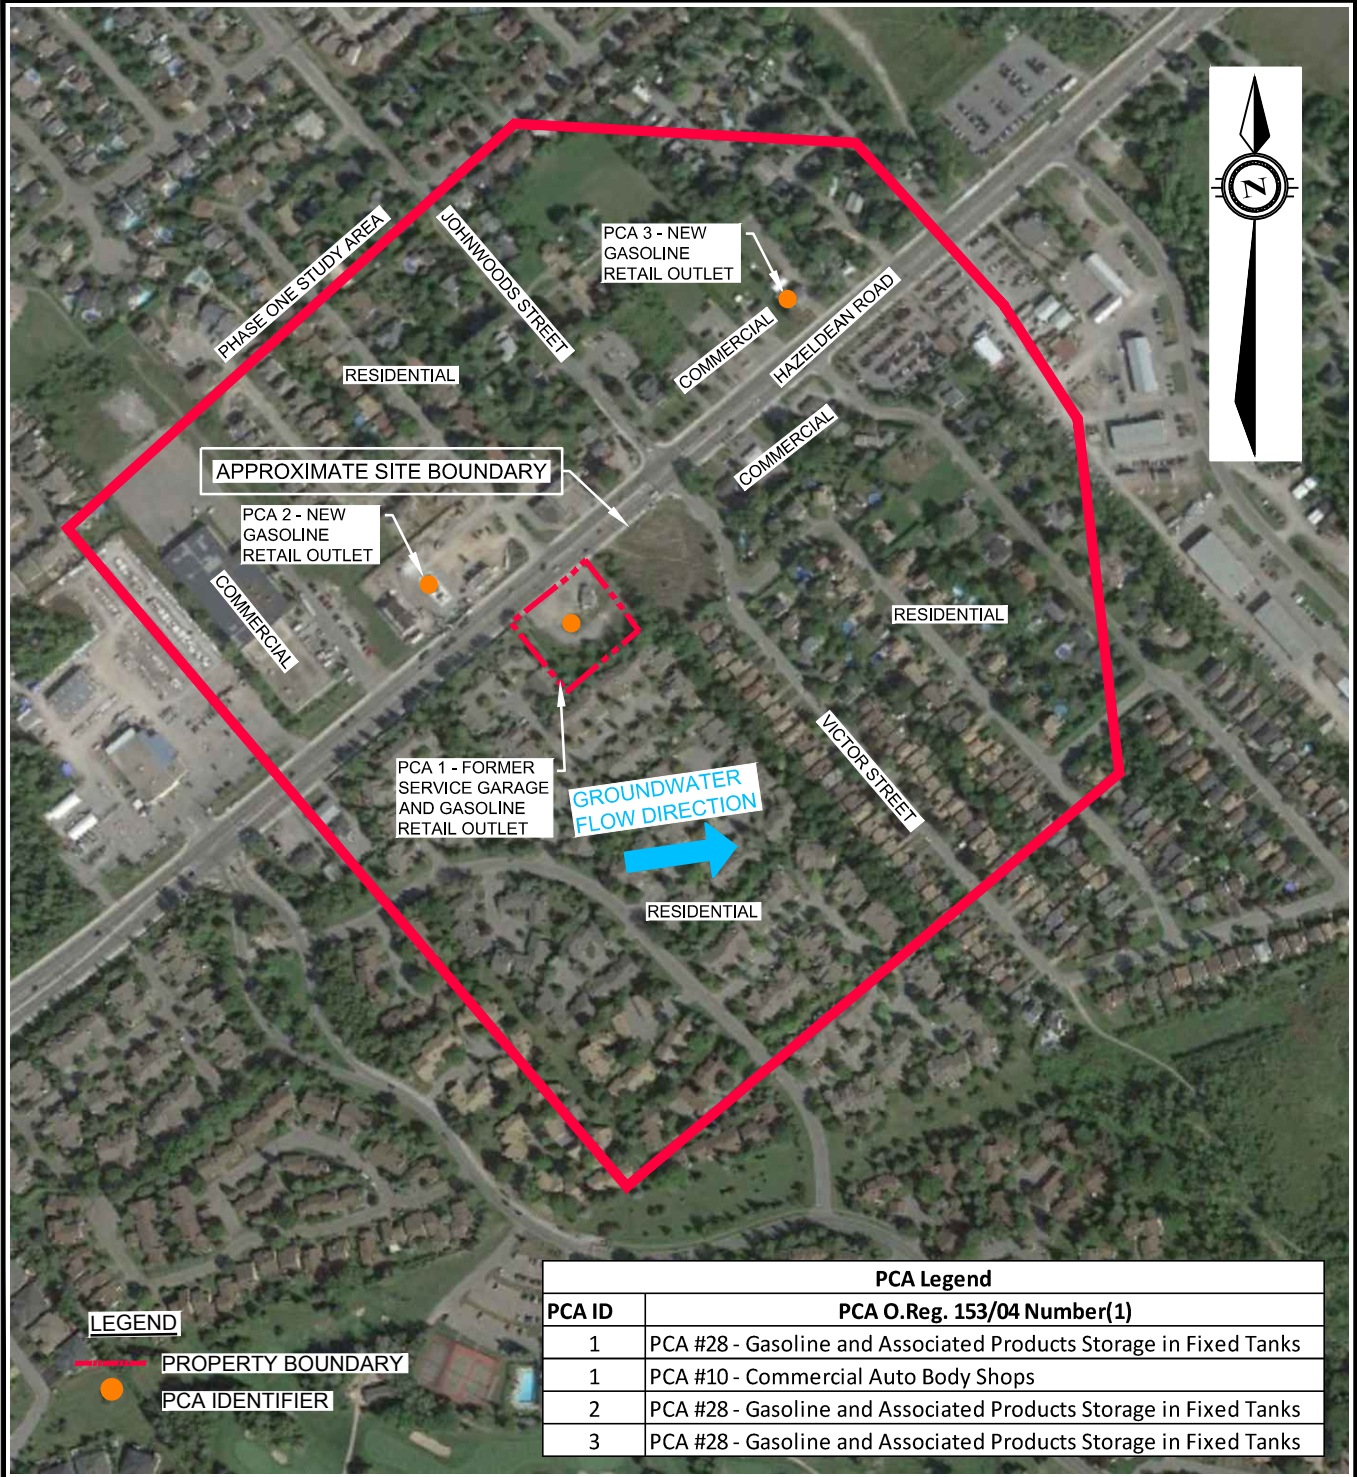 PHASE ONE STUDY AREA
JOHNWOODS STREET
PCA 3 - NEW
GASOLINE
RETAIL OUTLET
N
COMMERCIAL
HAZELDEAN ROAD
RESIDENTIAL
COMMERCIAL
APPROXIMATE SITE BOUNDARY
PCA 2 - NEW
GASOLINE
RETAIL OUTLET
COMMERCIAL
RESIDENTIAL
VICTOR STREET
PCA 1 - FORMER
SERVICE GARAGE
AND GASOLINE
RETAIL OUTLET
GROUNDWATER
FLOW DIRECTION
RESIDENTIAL
LEGEND
PROPERTY BOUNDARY
PCA IDENTIFIER
PCA Legend
PCA ID PCA O.Reg. 153/04 Number(1)
1 PCA #28 - Gasoline and Associated Products Storage in Fixed Tanks
1 PCA #10 - Commercial Auto Body Shops
2 PCA #28 - Gasoline and Associated Products Storage in Fixed Tanks
3 PCA #28 - Gasoline and Associated Products Storage in Fixed Tanks